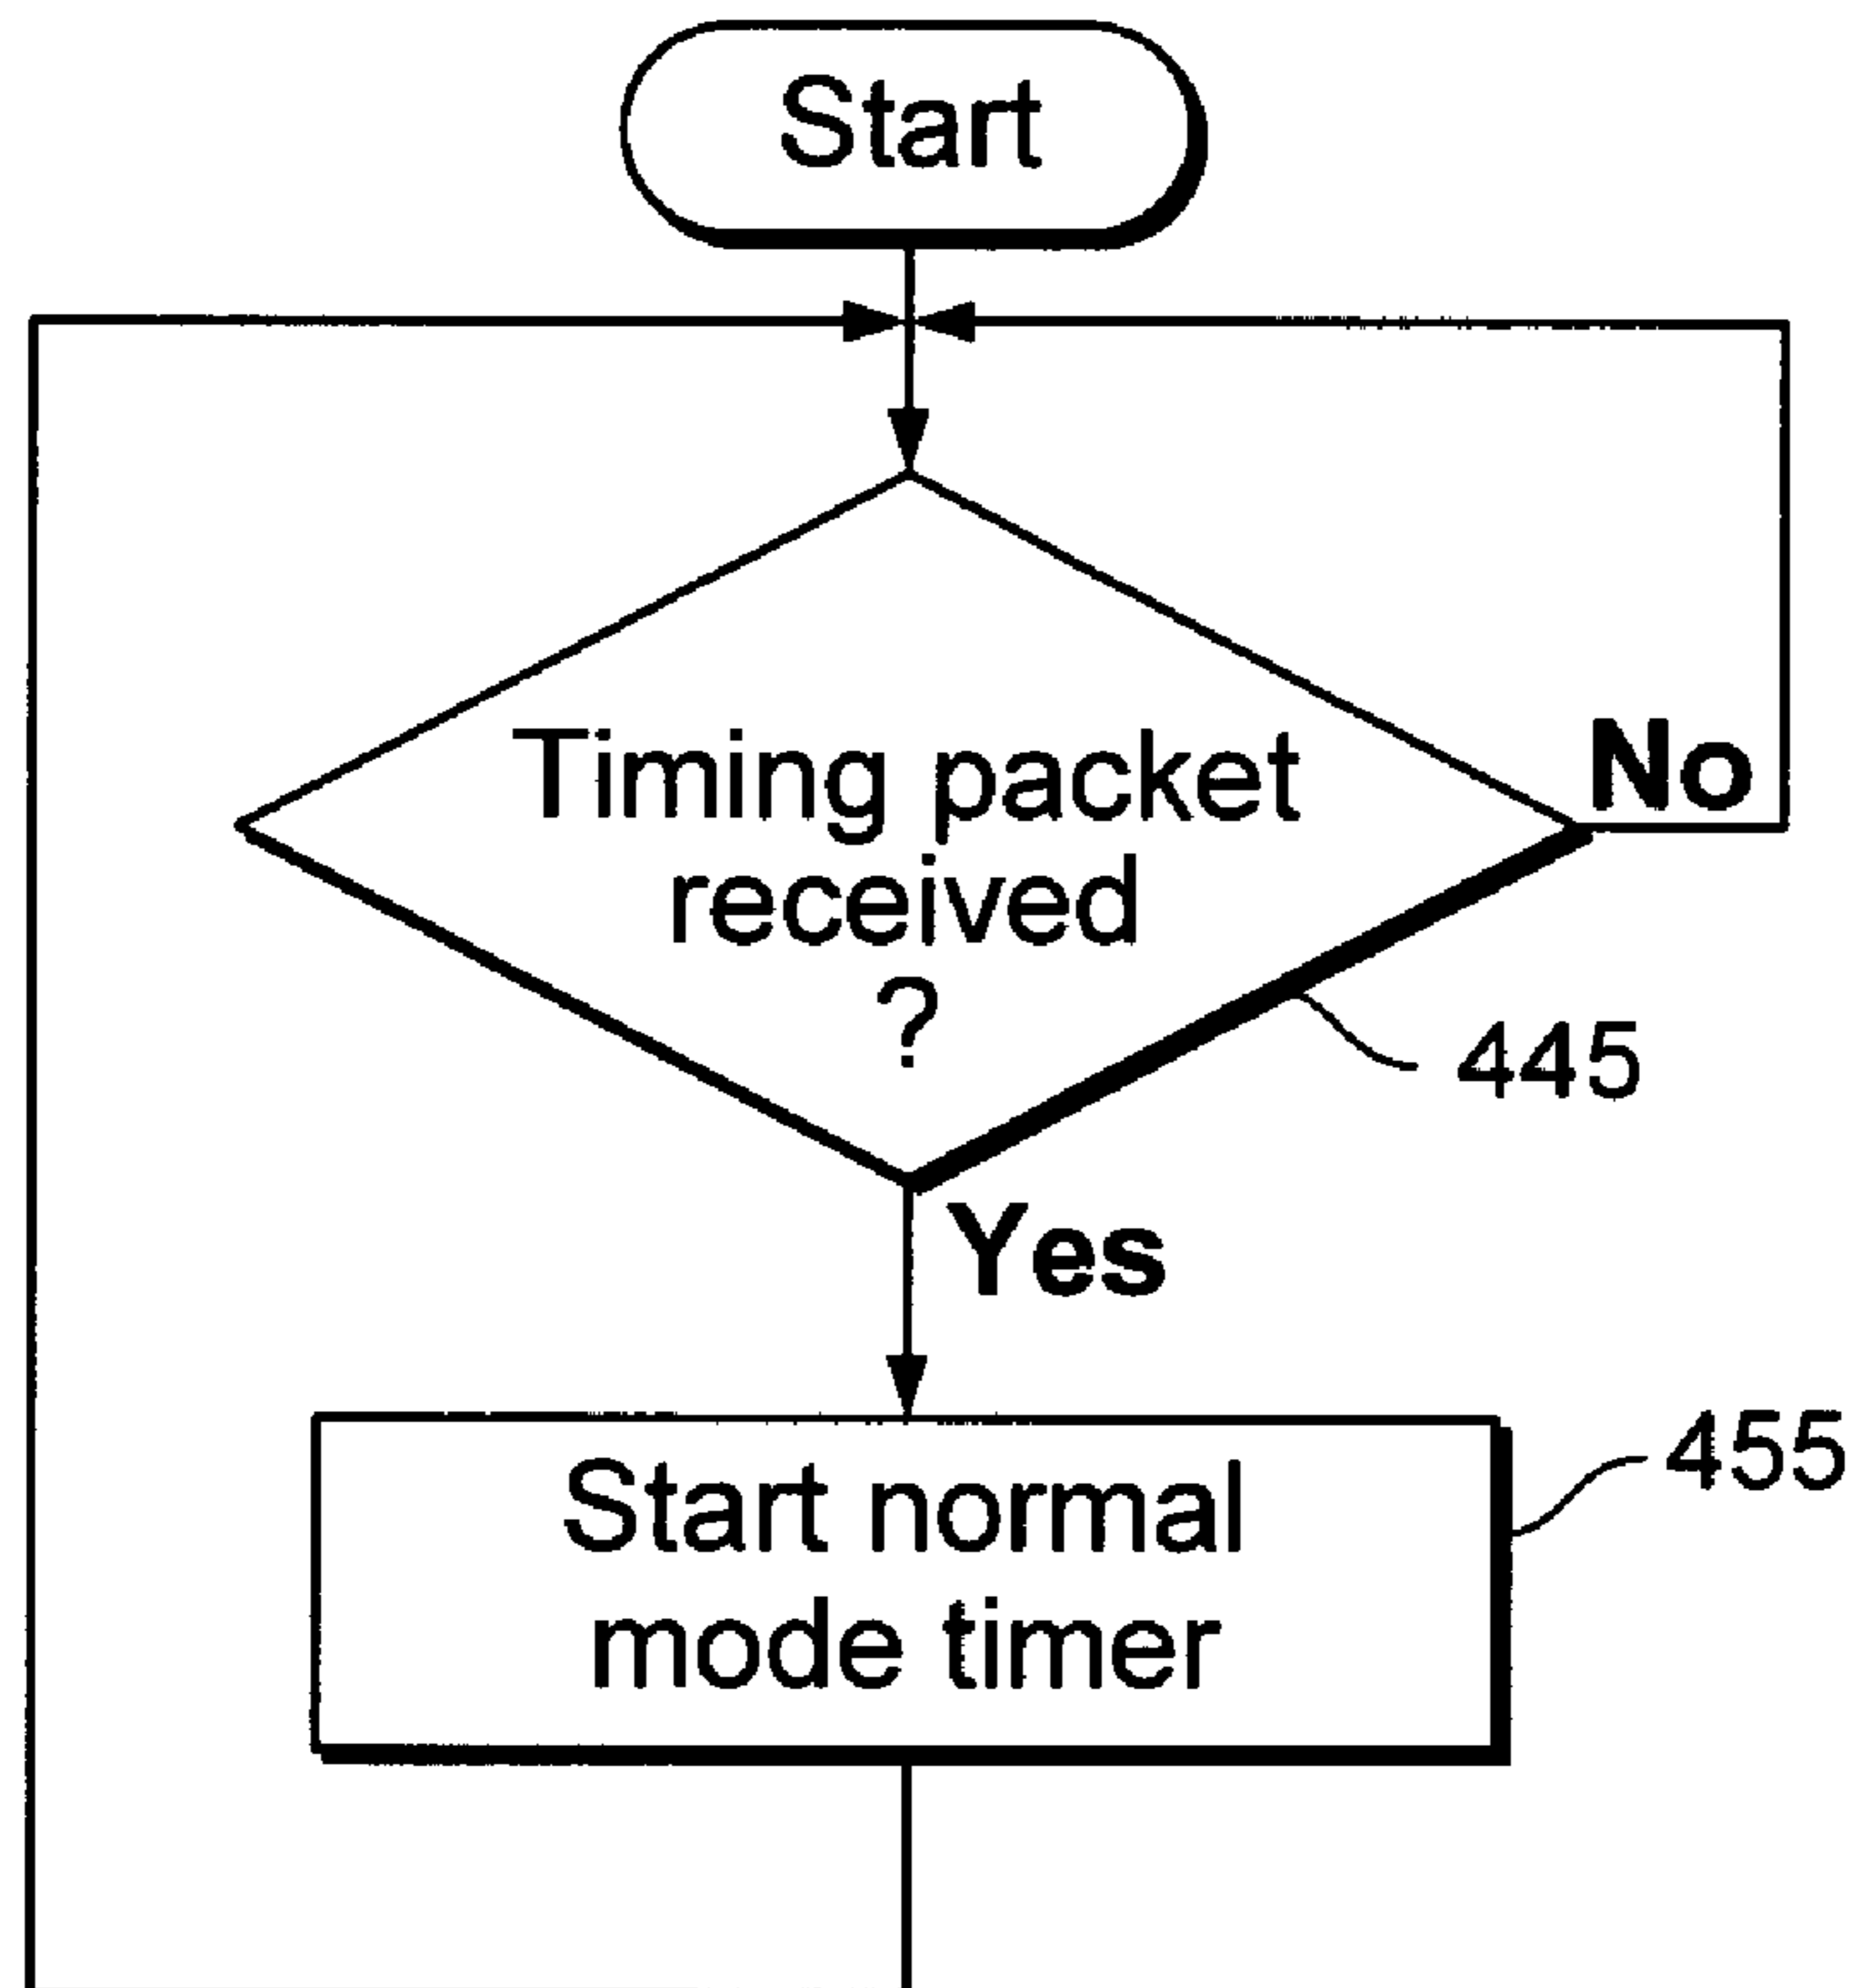 Start
Timing packet
received
?
No
445
Yes
Start normal
mode timer
455